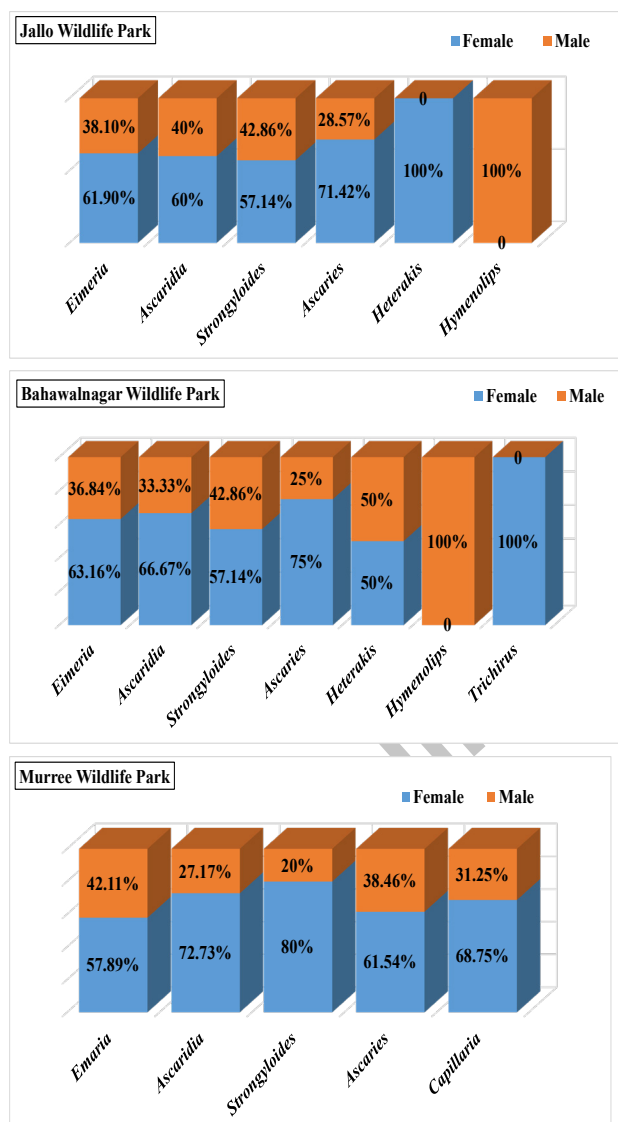 Jallo Wildlife Park
Female Male
38.10% 40% 42.86% 28.57% 0 100%
61.90% 60% 57.14% 71.42% 100% 0
Eimeria Ascaridia Strongyloides Ascaries Heterakis Hymenolips
Bahawalnagar Wildlife Park
Female Male
36.84% 33.33% 42.86% 25% 50% 100% 0
63.16% 66.67% 57.14% 75% 50% 0 100%
Eimeria Ascaridia Strongyloides Ascaries Heterakis Hymenolips Trichirus
Murree Wildlife Park
Female Male
42.11% 27.17% 20% 38.46% 31.25%
57.89% 72.73% 80% 61.54% 68.75%
Emaria Ascaridia Strongyloides Ascaries Capillaria